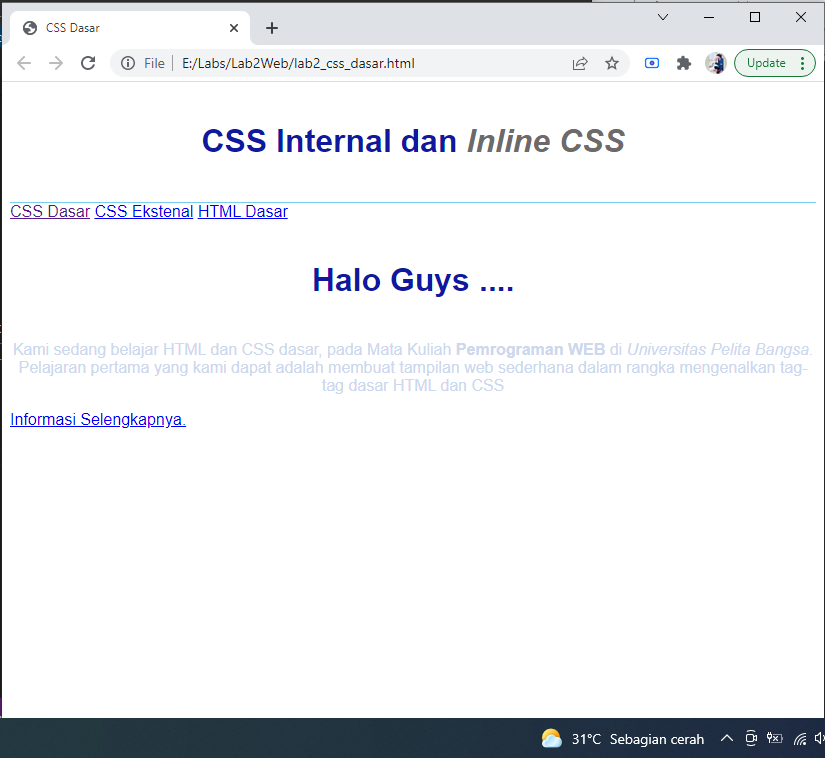 CSS Dasar
File
E:/Labs/Lab2Web/lab2_css_dasar.html
Update
CSS Internal dan Inline CSS
CSS Dasar CSS Ekstenal HTML Dasar
Halo Guys ....
Kami sedang belajar HTML dan CSS dasar, pada Mata Kuliah Pemrograman WEB di Universitas Pelita Bangsa.
Pelajaran pertama yang kami dapat adalah membuat tampilan web sederhana dalam rangka mengenalkan tag-
tag dasar HTML dan CSS
Informasi Selengkapnya.
31°C Sebagian cerah